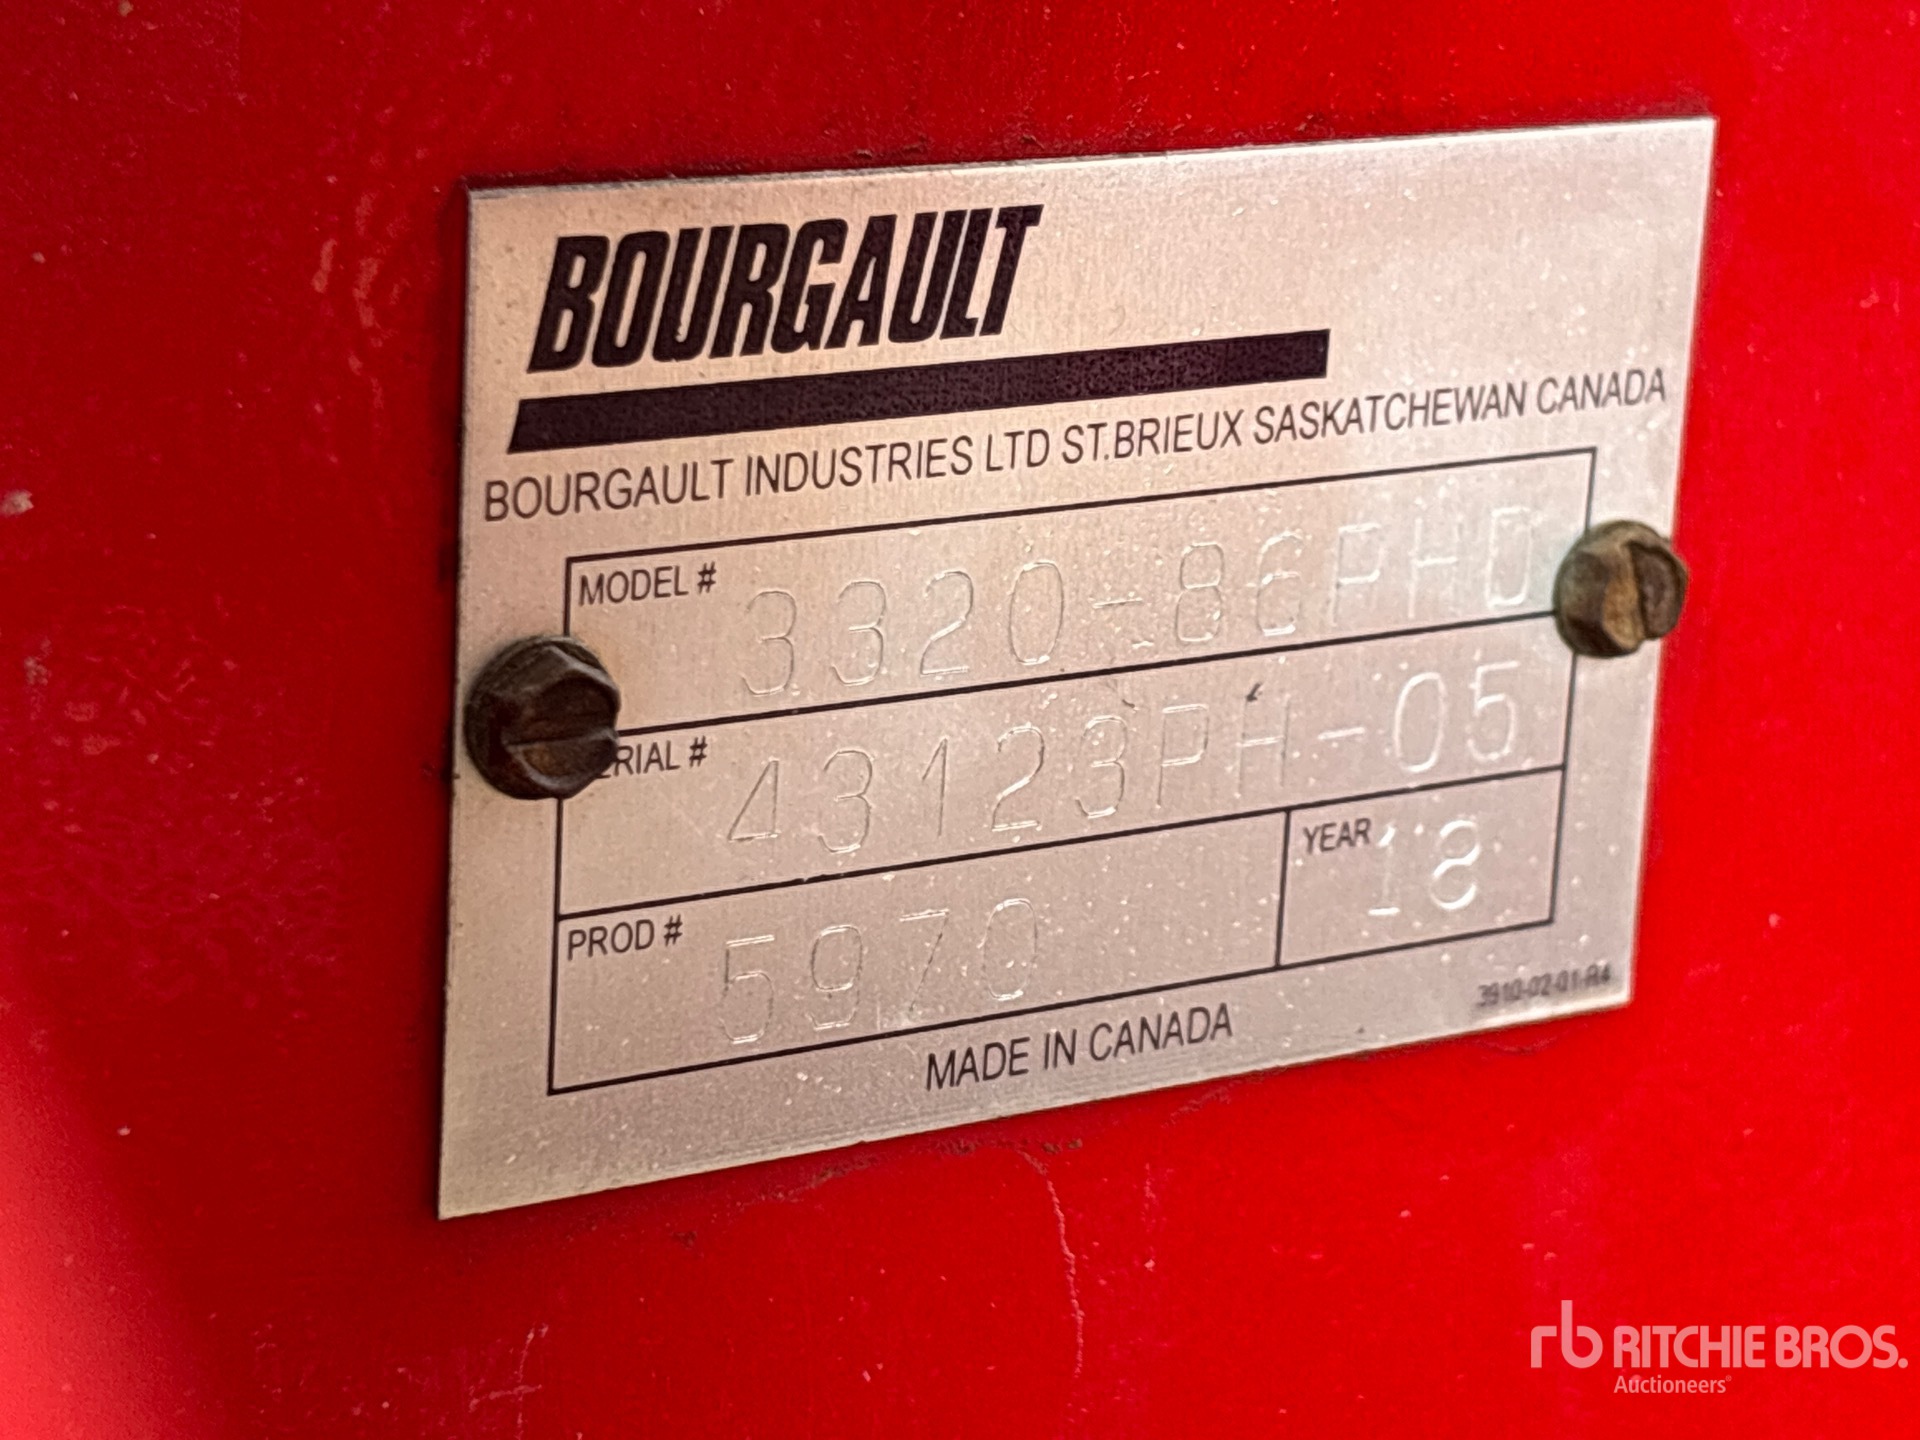 BOURGAULT
BOURGAULT INDUSTRIES LTD ST.BRIEUX SASKATCHEWAN CANADA
MODEL # 3320-86PHD
ERIAL # 43123PH-05
PROD # 5970 YEAR 18
3910-02-01-R4
MADE IN CANADA
rb RITCHIE BROS.
Auctioneers